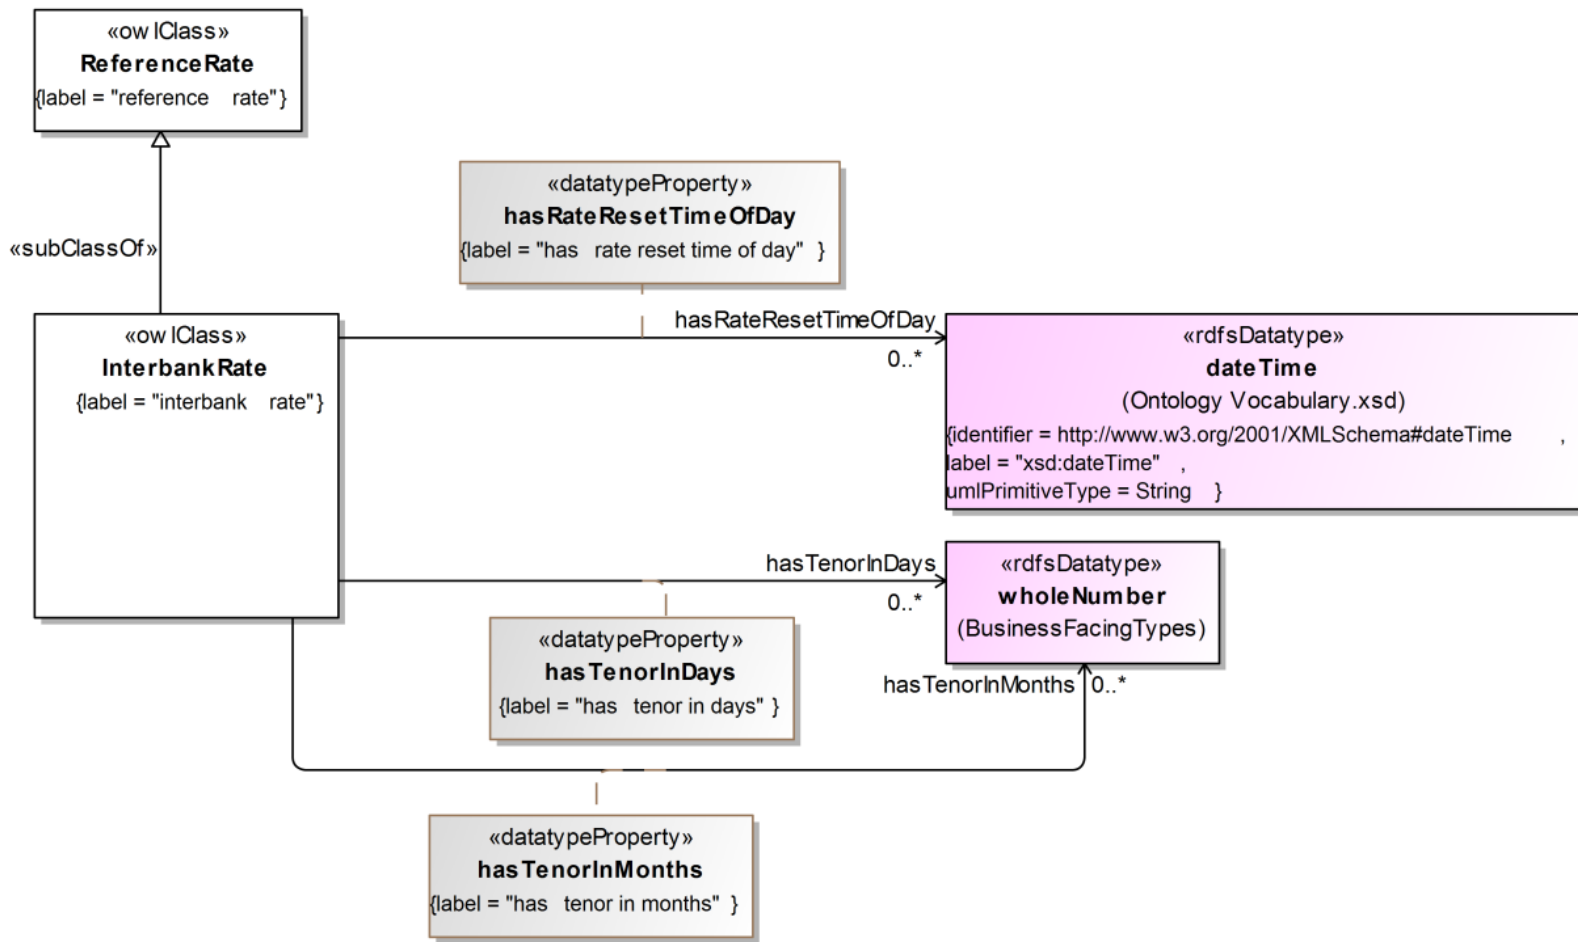 «owlClass»
ReferenceRate
{label = "reference rate"}
«subClassOf»
«datatypeProperty»
hasRateResetTimeOfDay
{label = "has rate reset time of day" }
«owlClass»
InterbankRate
{label = "interbank rate"}
hasRateResetTimeOfDay
0..*
«rdfsDatatype»
dateTime
(Ontology Vocabulary.xsd)
{identifier = http://www.w3.org/2001/XMLSchema#dateTime ,
label = "xsd:dateTime" ,
umlPrimitiveType = String }
hasTenorInDays
0..*
«rdfsDatatype»
wholeNumber
(BusinessFacingTypes)
«datatypeProperty»
hasTenorInDays
{label = "has tenor in days" }
hasTenorInMonths
0..*
«datatypeProperty»
hasTenorInMonths
{label = "has tenor in months" }